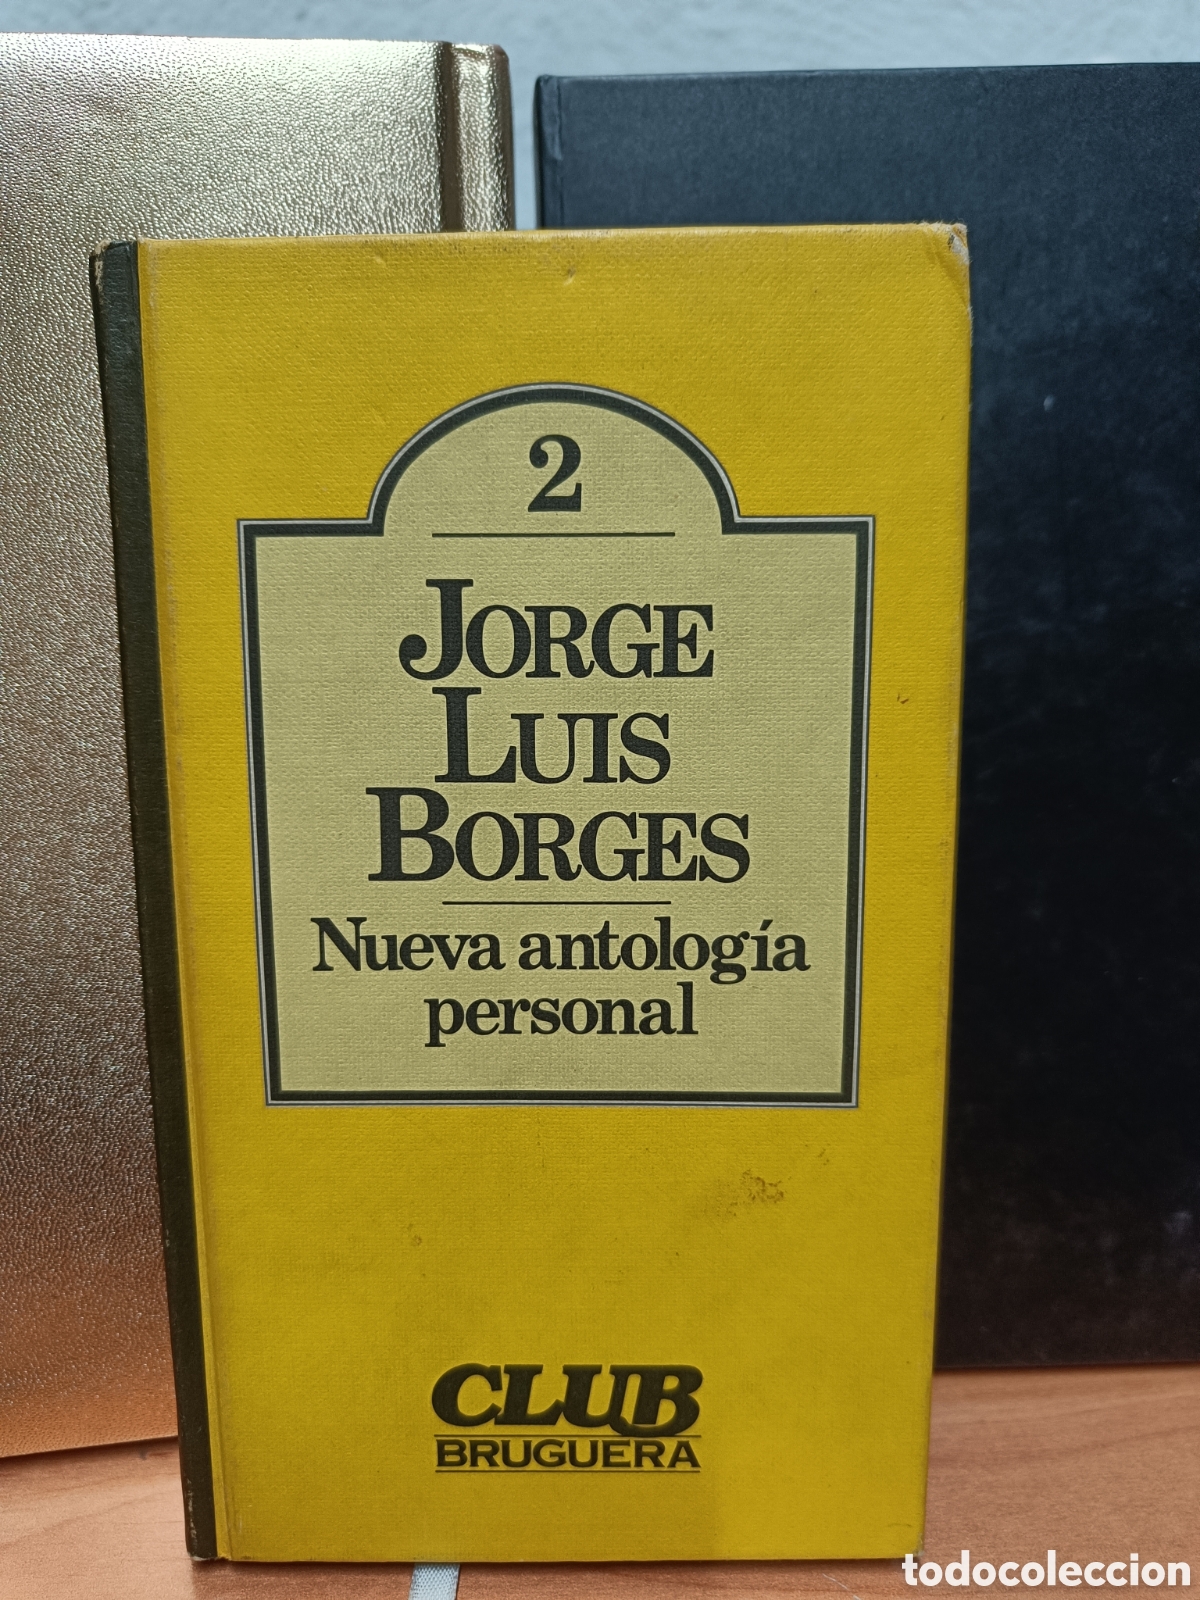 2
JORGE
LUIS
BORGES
Nueva antología
personal
CLUB
BRUGUERA
todocoleccion